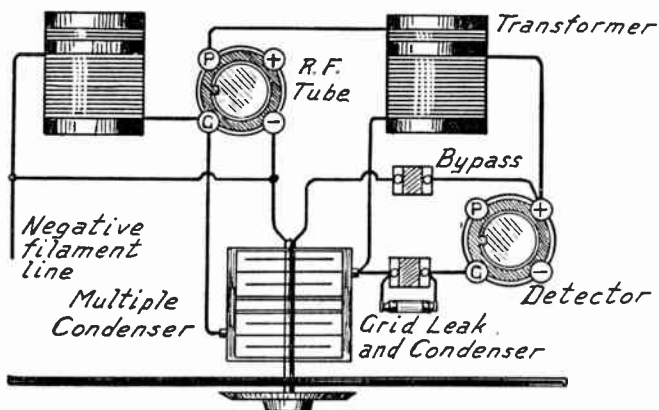 Transformer
P
+
R.F.
Tube
G
−
Bypass
Negative
filament
line
P
+
G
−
Multiple
Condenser
Detector
Grid Leak
and Condenser